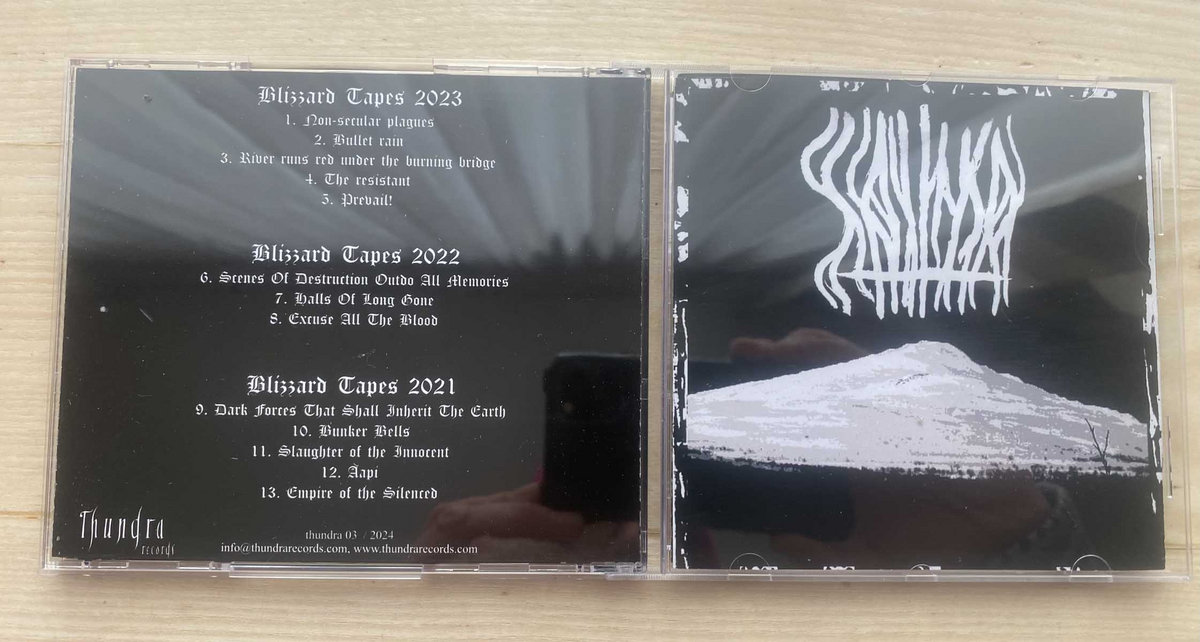 Blizzard Tapes 2023
1. Non-secular plagues
2. Bullet rain
3. River runs red under the burning bridge
4. The resistant
5. Prevail!
Blizzard Tapes 2022
6. Scenes Of Destruction Outdo All Memories
7. Halls Of Long Gone
8. Excuse All The Blood
Blizzard Tapes 2021
9. Dark Forces That Shall Inherit The Earth
10. Bunker Bells
11. Slaughter of the Innocent
12. Aapi
13. Empire of the Silenced
thundra 03 / 2024
info@thundrarecords.com, www.thundrarecords.com
Thundra
records